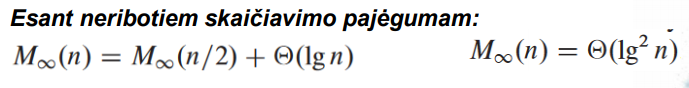 Esant neribotiem skaičiavimo pajėgumam:
M∞(n) = M∞(n/2) + Θ(lg n) M∞(n) = Θ(lg² n)